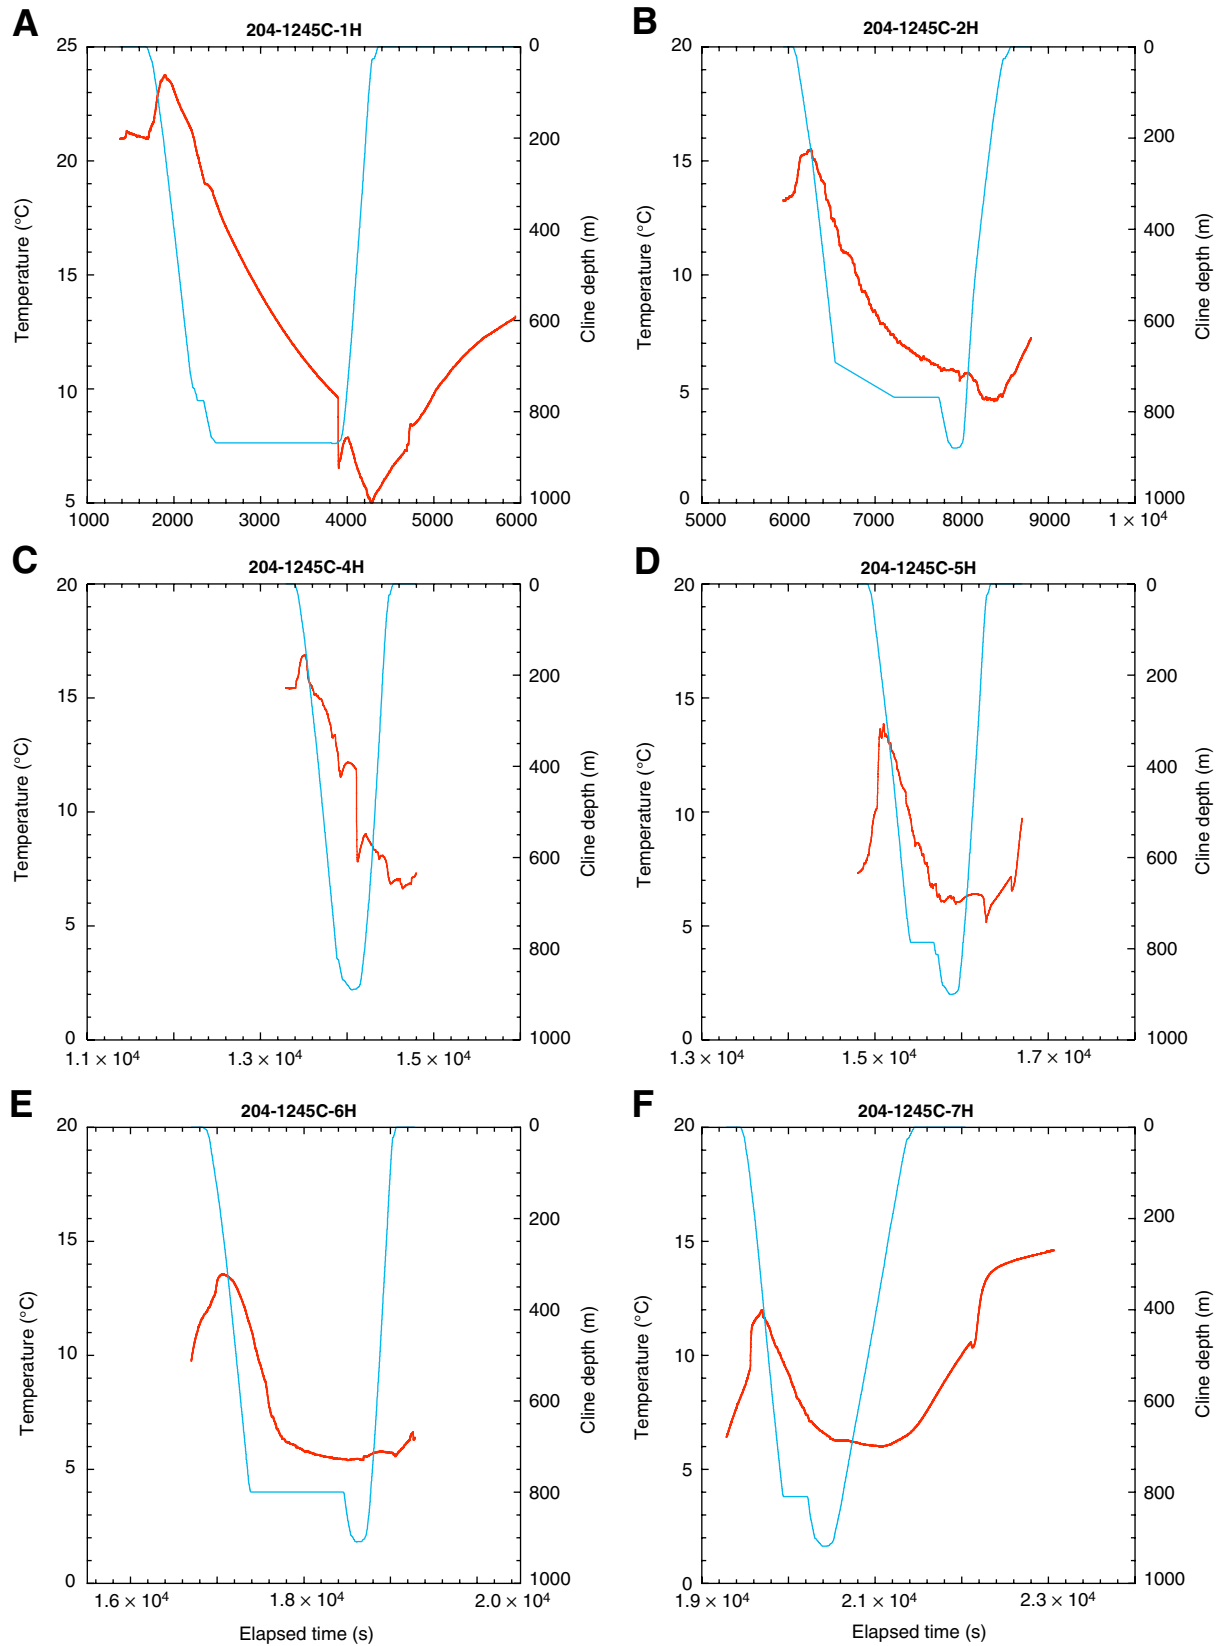 A
204-1245C-1H
25
20
15
10
5
Temperature (°C)
0
200
400
600
800
1000
Cline depth (m)
1000 2000 3000 4000 5000 6000
B
204-1245C-2H
20
15
10
5
0
Temperature (°C)
0
200
400
600
800
1000
Cline depth (m)
5000 6000 7000 8000 9000 1 × 10⁴
C
204-1245C-4H
20
15
10
5
0
Temperature (°C)
0
200
400
600
800
1000
Cline depth (m)
1.1 × 10⁴ 1.3 × 10⁴ 1.5 × 10⁴
D
204-1245C-5H
20
15
10
5
0
Temperature (°C)
0
200
400
600
800
1000
Cline depth (m)
1.3 × 10⁴ 1.5 × 10⁴ 1.7 × 10⁴
E
204-1245C-6H
20
15
10
5
0
Temperature (°C)
0
200
400
600
800
1000
Cline depth (m)
1.6 × 10⁴ 1.8 × 10⁴ 2.0 × 10⁴
Elapsed time (s)
F
204-1245C-7H
20
15
10
5
0
Temperature (°C)
0
200
400
600
800
1000
Cline depth (m)
1.9 × 10⁴ 2.1 × 10⁴ 2.3 × 10⁴
Elapsed time (s)